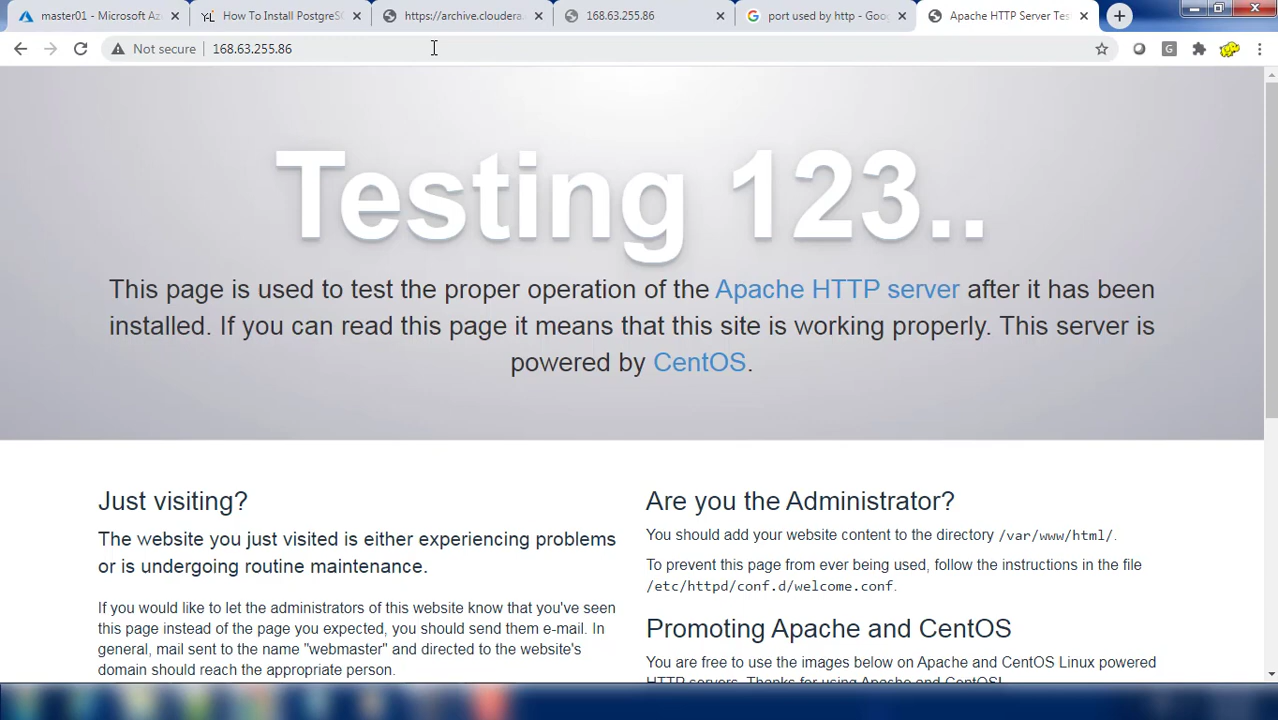 master01 - Microsoft Az
How To Install PostgreS
https://archive.cloudera.
168.63.255.86
port used by http - Goo
Apache HTTP Server Tes
Not secure
168.63.255.86
Testing 123..
This page is used to test the proper operation of the Apache HTTP server after it has been
installed. If you can read this page it means that this site is working properly. This server is
powered by CentOS.
Just visiting?
The website you just visited is either experiencing problems
or is undergoing routine maintenance.
If you would like to let the administrators of this website know that you've seen
this page instead of the page you expected, you should send them e-mail. In
general, mail sent to the name "webmaster" and directed to the website's
domain should reach the appropriate person.
Are you the Administrator?
You should add your website content to the directory /var/www/html/.
To prevent this page from ever being used, follow the instructions in the file
/etc/httpd/conf.d/welcome.conf.
Promoting Apache and CentOS
You are free to use the images below on Apache and CentOS Linux powered
HTTP servers. Thanks for using Apache and CentOS!